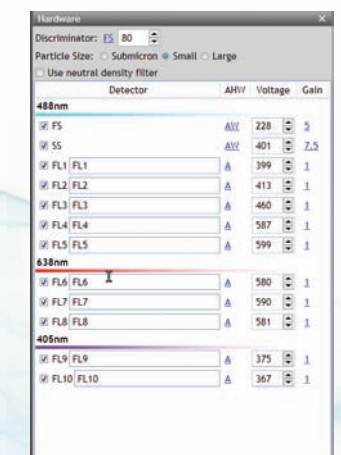 Hardware ×
Discriminator: FS 80
Particle Size: Submicron Small Large
Use neutral density filter
Detector AHW Voltage Gain
488nm
FS AW 228 5
SS AW 401 7.5
FL1 FL1 A 399 1
FL2 FL2 A 413 1
FL3 FL3 A 460 1
FL4 FL4 A 587 1
FL5 FL5 A 599 1
638nm
FL6 FL6 A 580 1
FL7 FL7 A 590 1
FL8 FL8 A 581 1
405nm
FL9 FL9 A 375 1
FL10 FL10 A 367 1